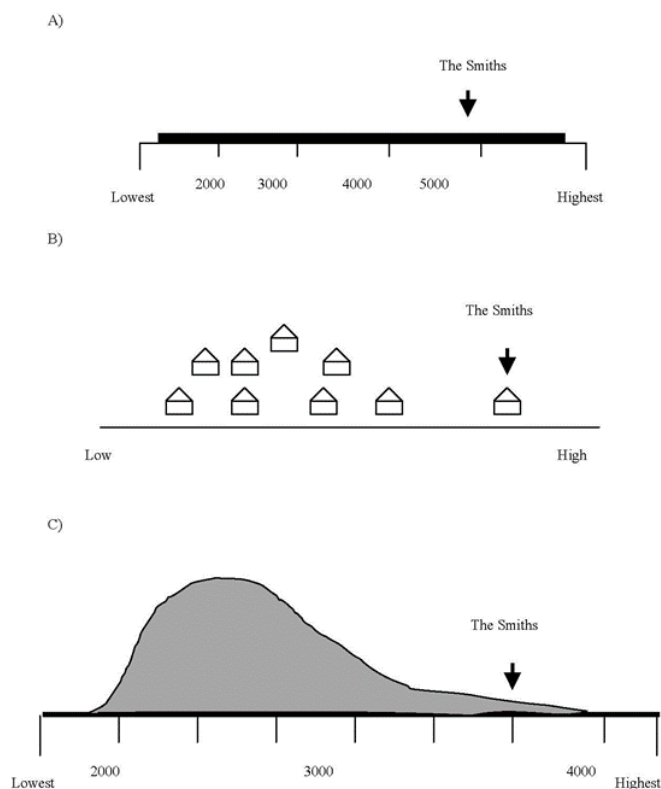 A)
The Smiths
2000 3000 4000 5000
Lowest Highest
B)
The Smiths
Low High
C)
The Smiths
2000 3000 4000
Lowest Highest